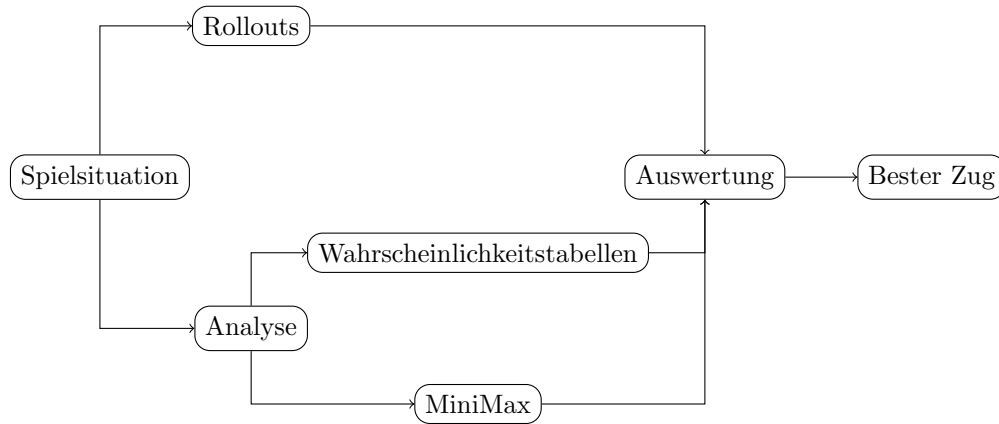 Rollouts
Spielsituation
Auswertung
Bester Zug
Wahrscheinlichkeitstabellen
Analyse
MiniMax